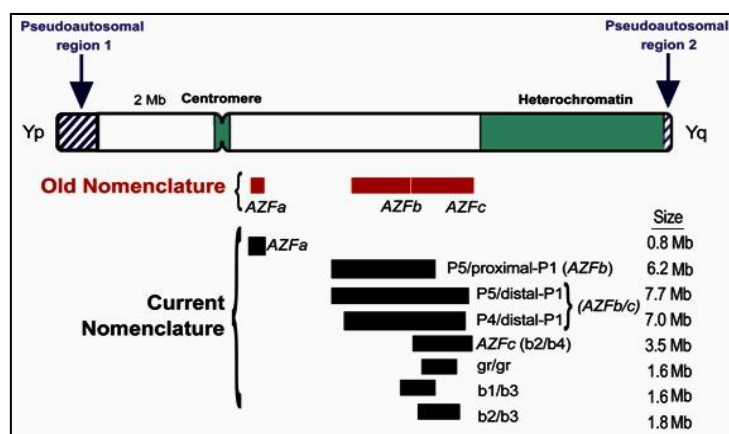 Pseudoautosomal region 1
Pseudoautosomal region 2
2 Mb Centromere Heterochromatin
Yp Yq
Old Nomenclature
AZFa AZFb AZFc
Size
AZFa 0.8 Mb
P5/proximal-P1 (AZFb) 6.2 Mb
P5/distal-P1 7.7 Mb
(AZFb/c)
P4/distal-P1 7.0 Mb
Current Nomenclature
AZFc (b2/b4) 3.5 Mb
gr/gr 1.6 Mb
b1/b3 1.6 Mb
b2/b3 1.8 Mb